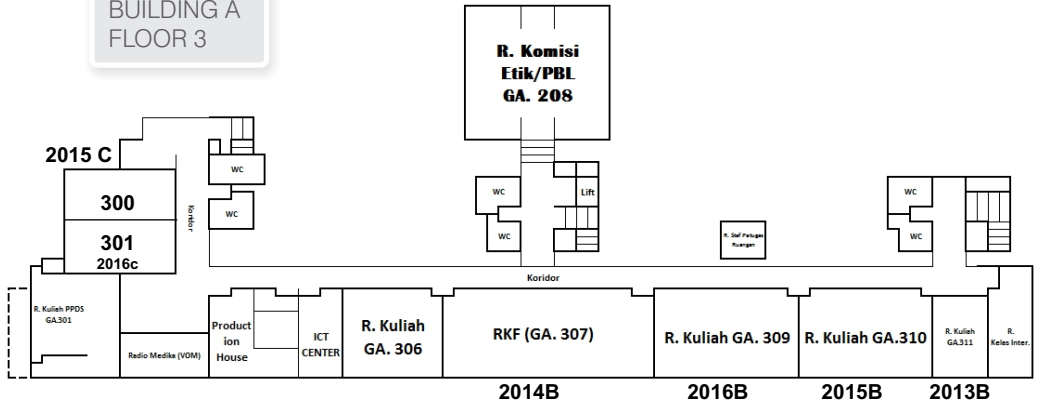 BUILDING A
FLOOR 3
R. Komisi
Etik/PBL
GA. 208
2015 C
300
301
2016c
Koridor
WC
WC
WC
WC
Lift
R. Staf Petugas
Ruangan
WC
WC
Koridor
R. Kuliah PPDS
GA.301
Radio Medika (VOM)
Product
ion
House
ICT
CENTER
R. Kuliah
GA. 306
RKF (GA. 307)
R. Kuliah GA. 309
R. Kuliah GA.310
R. Kuliah
GA.311
R.
Kelas Inter.
2014B
2016B
2015B
2013B